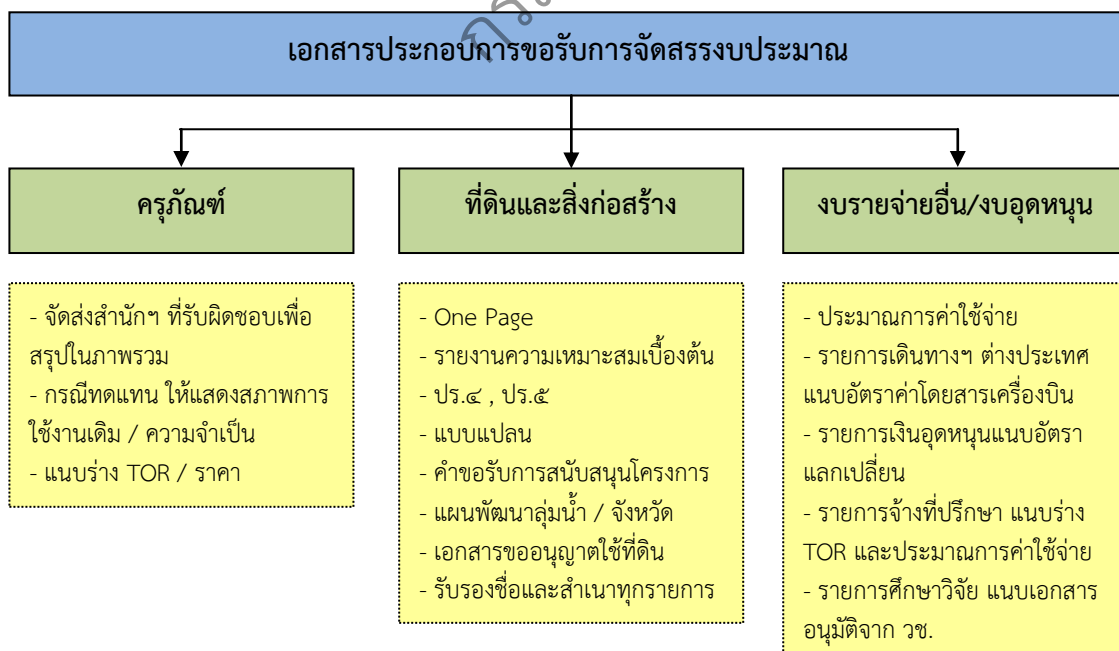 เอกสารประกอบการขอรับการจัดสรรงบประมาณ
ครุภัณฑ์
- จัดส่งสำนักฯ ที่รับผิดชอบเพื่อ
สรุปในภาพรวม
- กรณีทดแทน ให้แสดงสภาพการ
ใช้งานเดิม / ความจำเป็น
- แนบร่าง TOR / ราคา
ที่ดินและสิ่งก่อสร้าง
- One Page
- รายงานความเหมาะสมเบื้องต้น
- ปร.๔ , ปร.๕
- แบบแปลน
- คำขอรับการสนับสนุนโครงการ
- แผนพัฒนาลุ่มน้ำ / จังหวัด
- เอกสารขออนุญาตใช้ที่ดิน
- รับรองชื่อและสำเนาทุกรายการ
งบรายจ่ายอื่น/งบอุดหนุน
- ประมาณการค่าใช้จ่าย
- รายการเดินทางฯ ต่างประเทศ
แนบอัตราค่าโดยสารเครื่องบิน
- รายการเงินอุดหนุนแนบอัตรา
แลกเปลี่ยน
- รายการจ้างที่ปรึกษา แนบร่าง
TOR และประมาณการค่าใช้จ่าย
- รายการศึกษาวิจัย แนบเอกสาร
อนุมัติจาก วช.